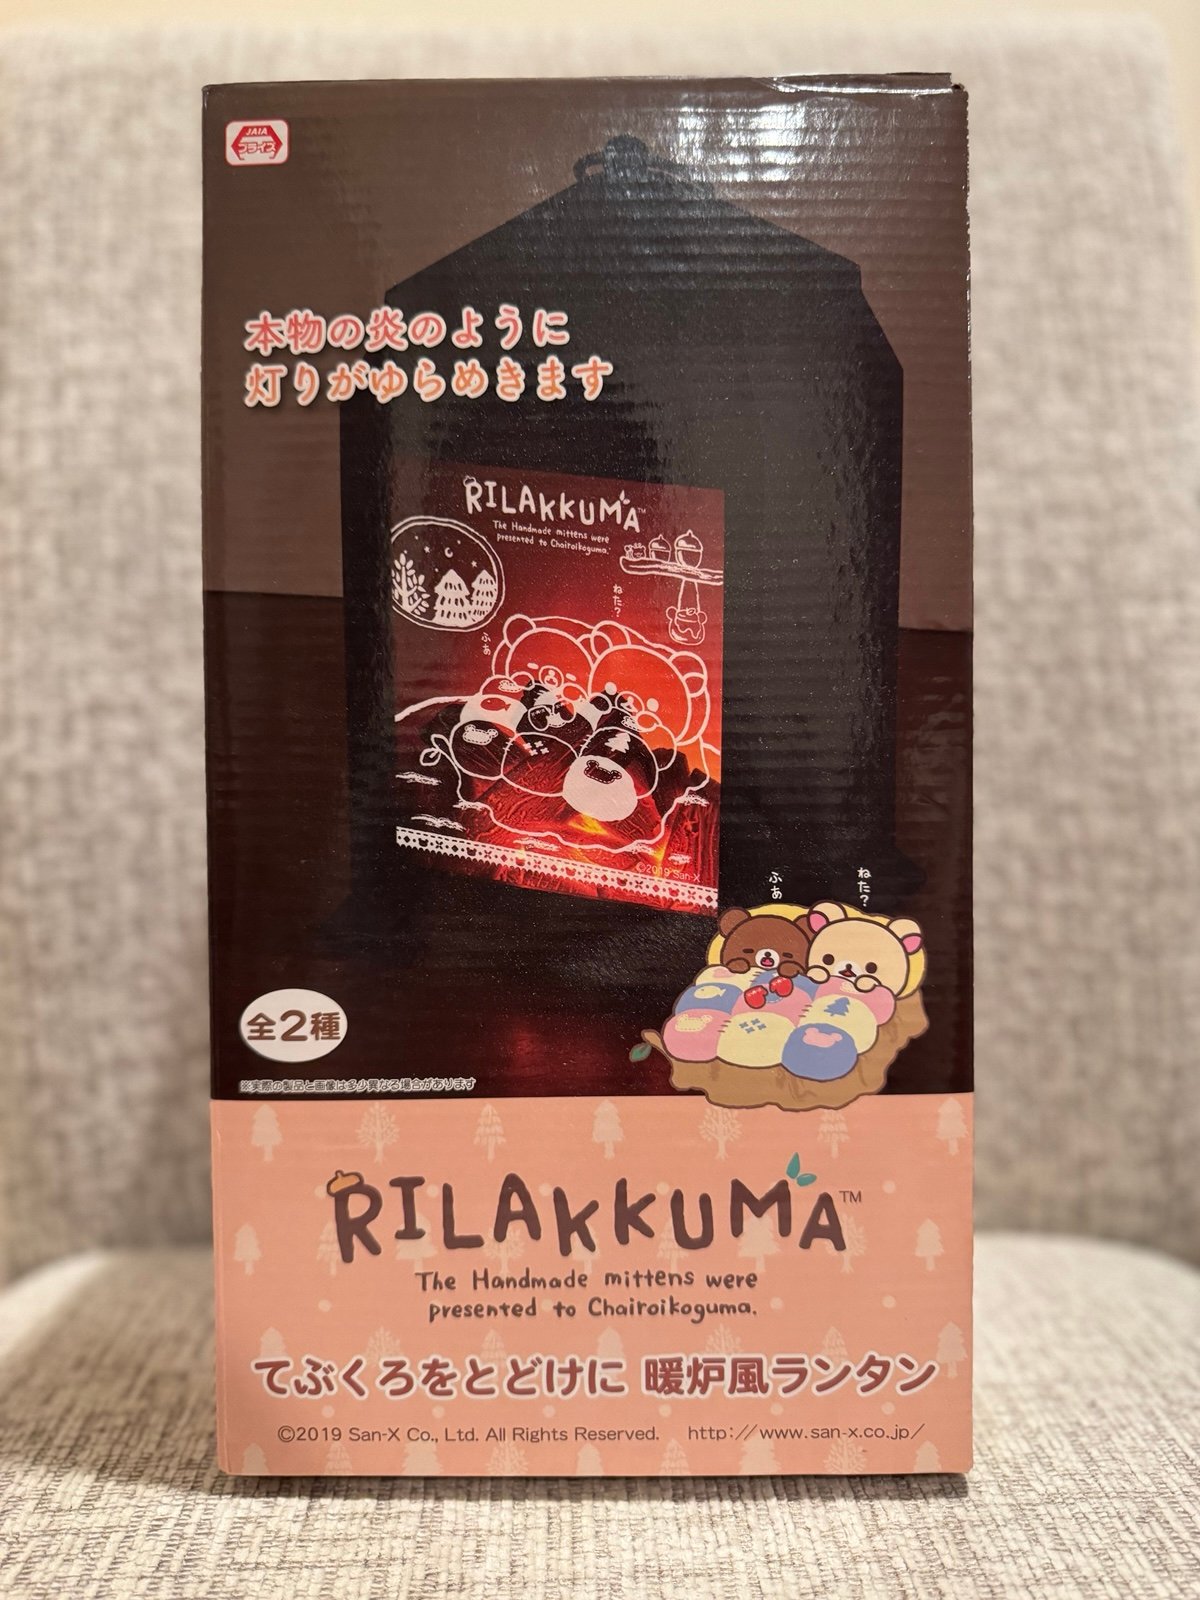 JAIA
プライズ
本物の炎のように
灯りがゆらめきます
RILAKKUMA™
The Handmade mittens were
presented to Chairoikoguma.
ねた?
ふぁ
©2019 San-X
ふぁ
ねた?
全2種
※実際の製品と画像は多少異なる場合があります
RILAKKUMA™
The Handmade mittens were
presented to Chairoikoguma.
てぶくろをとどけに 暖炉風ランタン
©2019 San-X Co., Ltd. All Rights Reserved. http://www.san-x.co.jp/